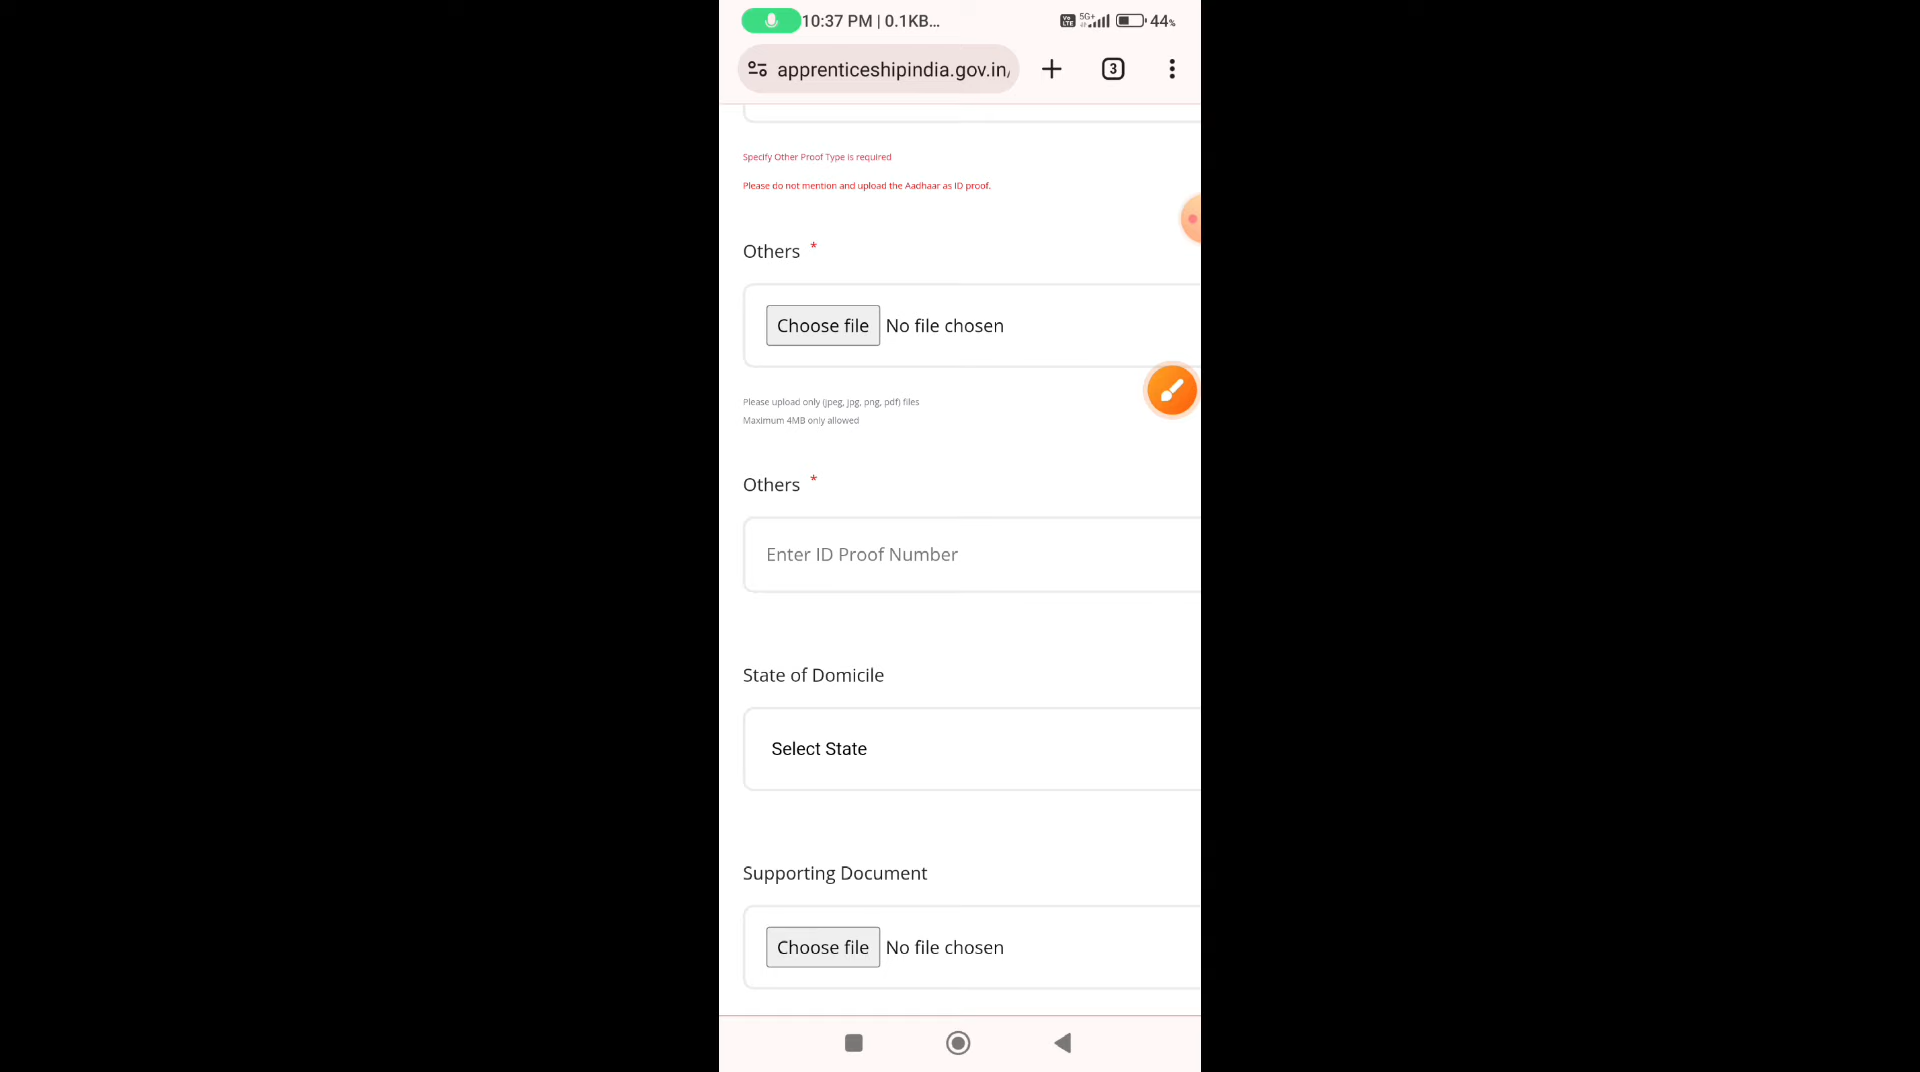 10:37 PM | 0.1KB...
Vo LTE 5G+ 44%
apprenticeshipindia.gov.in/
3
Specify Other Proof Type is required
Please do not mention and upload the Aadhaar as ID proof.
Others *
Choose file No file chosen
Please upload only (jpeg, jpg, png, pdf) files
Maximum 4MB only allowed
Others *
Enter ID Proof Number
State of Domicile
Select State
Supporting Document
Choose file No file chosen